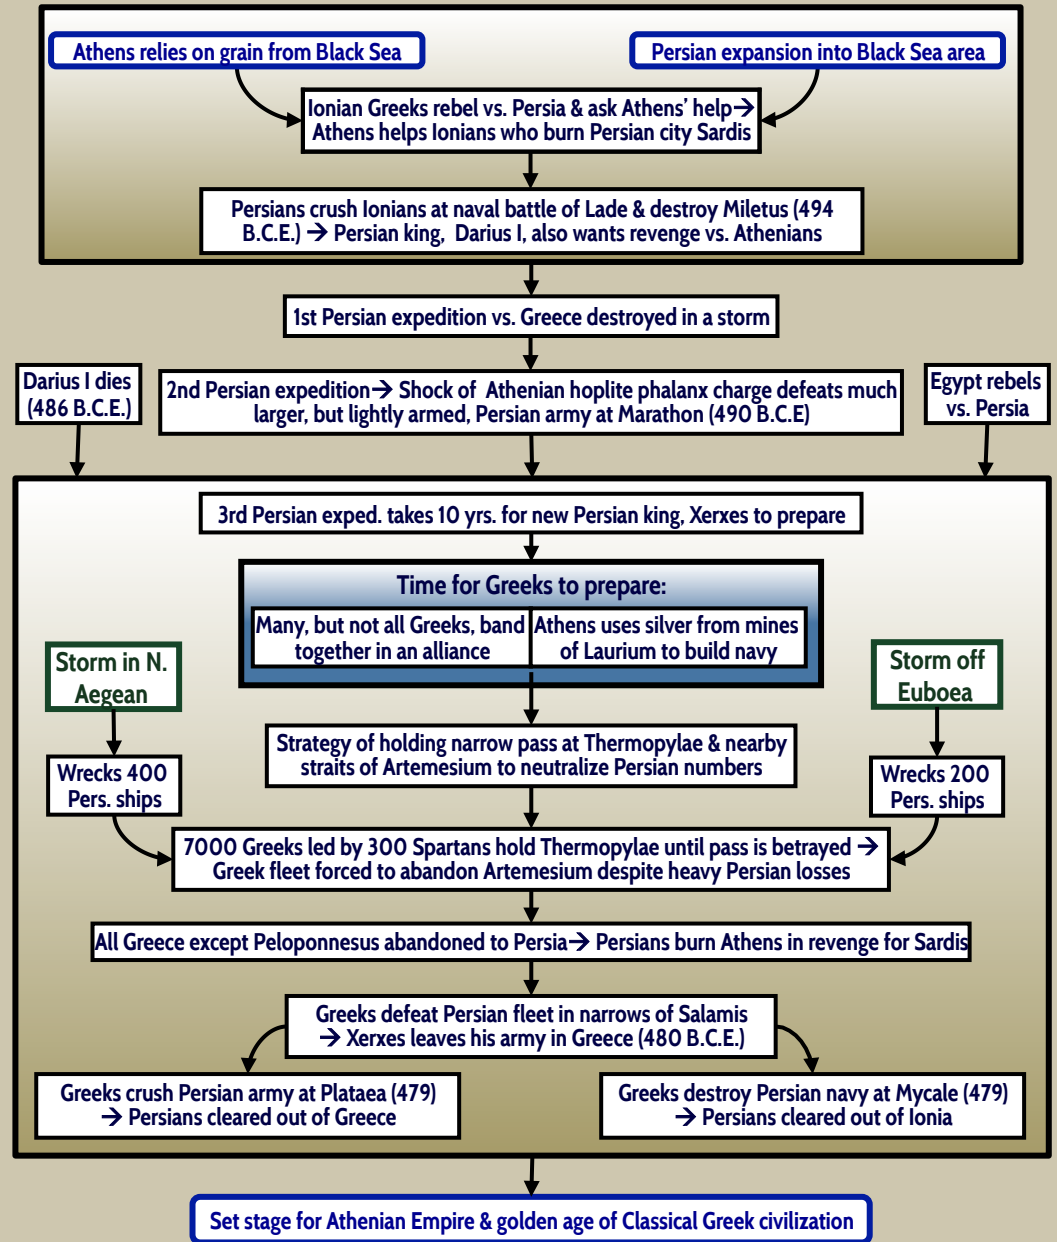 Athens relies on grain from Black Sea
Persian expansion into Black Sea area
Ionian Greeks rebel vs. Persia & ask Athens' help→
Athens helps Ionians who burn Persian city Sardis
Persians crush Ionians at naval battle of Lade & destroy Miletus (494
B.C.E.) → Persian king, Darius I, also wants revenge vs. Athenians
1st Persian expedition vs. Greece destroyed in a storm
Darius I dies
(486 B.C.E.)
2nd Persian expedition→ Shock of Athenian hoplite phalanx charge defeats much
larger, but lightly armed, Persian army at Marathon (490 B.C.E)
Egypt rebels
vs. Persia
3rd Persian exped. takes 10 yrs. for new Persian king, Xerxes to prepare
Time for Greeks to prepare:
Many, but not all Greeks, band
together in an alliance
Athens uses silver from mines
of Laurium to build navy
Storm in N.
Aegean
Storm off
Euboea
Strategy of holding narrow pass at Thermopylae & nearby
straits of Artemesium to neutralize Persian numbers
Wrecks 400
Pers. ships
Wrecks 200
Pers. ships
7000 Greeks led by 300 Spartans hold Thermopylae until pass is betrayed →
Greek fleet forced to abandon Artemesium despite heavy Persian losses
All Greece except Peloponnesus abandoned to Persia→ Persians burn Athens in revenge for Sardis
Greeks defeat Persian fleet in narrows of Salamis
→ Xerxes leaves his army in Greece (480 B.C.E.)
Greeks crush Persian army at Plataea (479)
→ Persians cleared out of Greece
Greeks destroy Persian navy at Mycale (479)
→ Persians cleared out of Ionia
Set stage for Athenian Empire & golden age of Classical Greek civilization